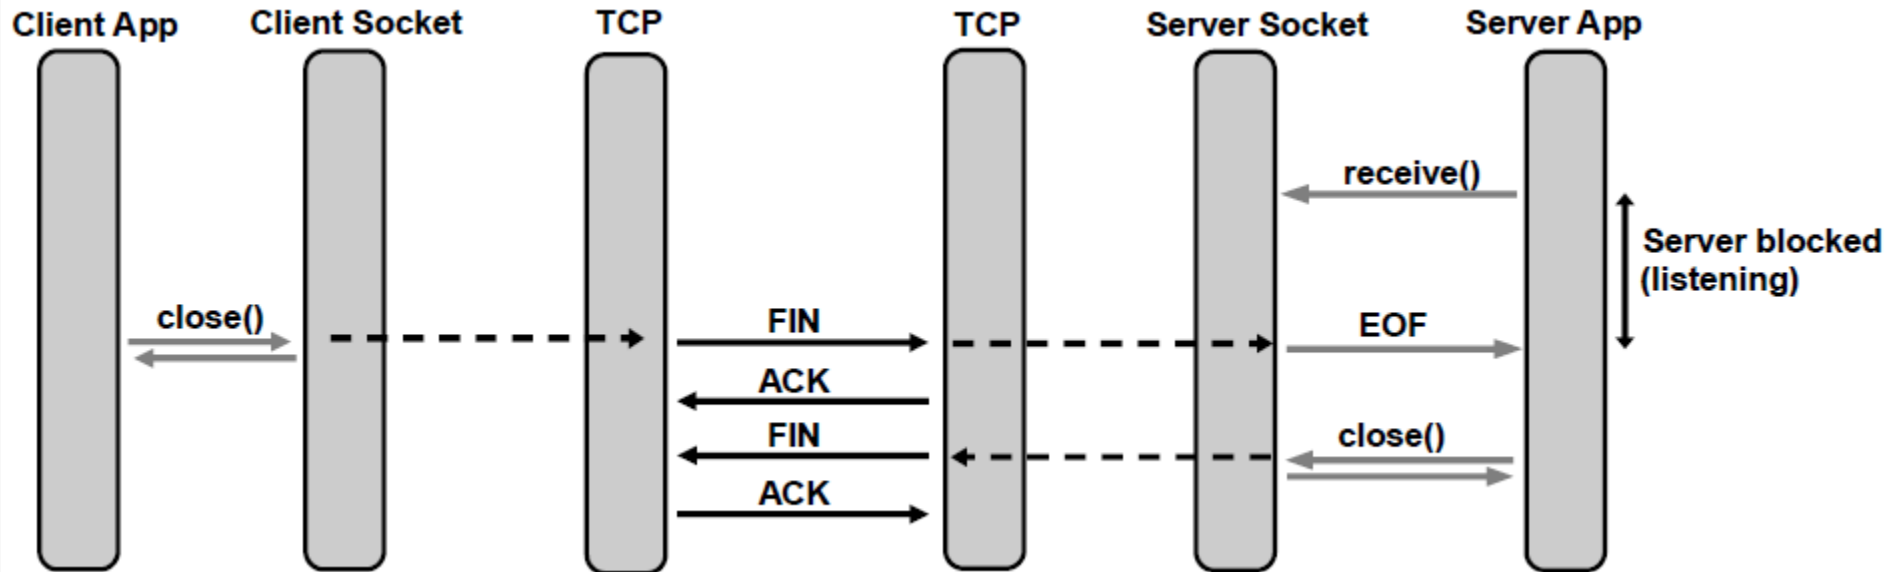 Client App
Client Socket
TCP
TCP
Server Socket
Server App
receive()
Server blocked
(listening)
close()
FIN
EOF
ACK
FIN
close()
ACK